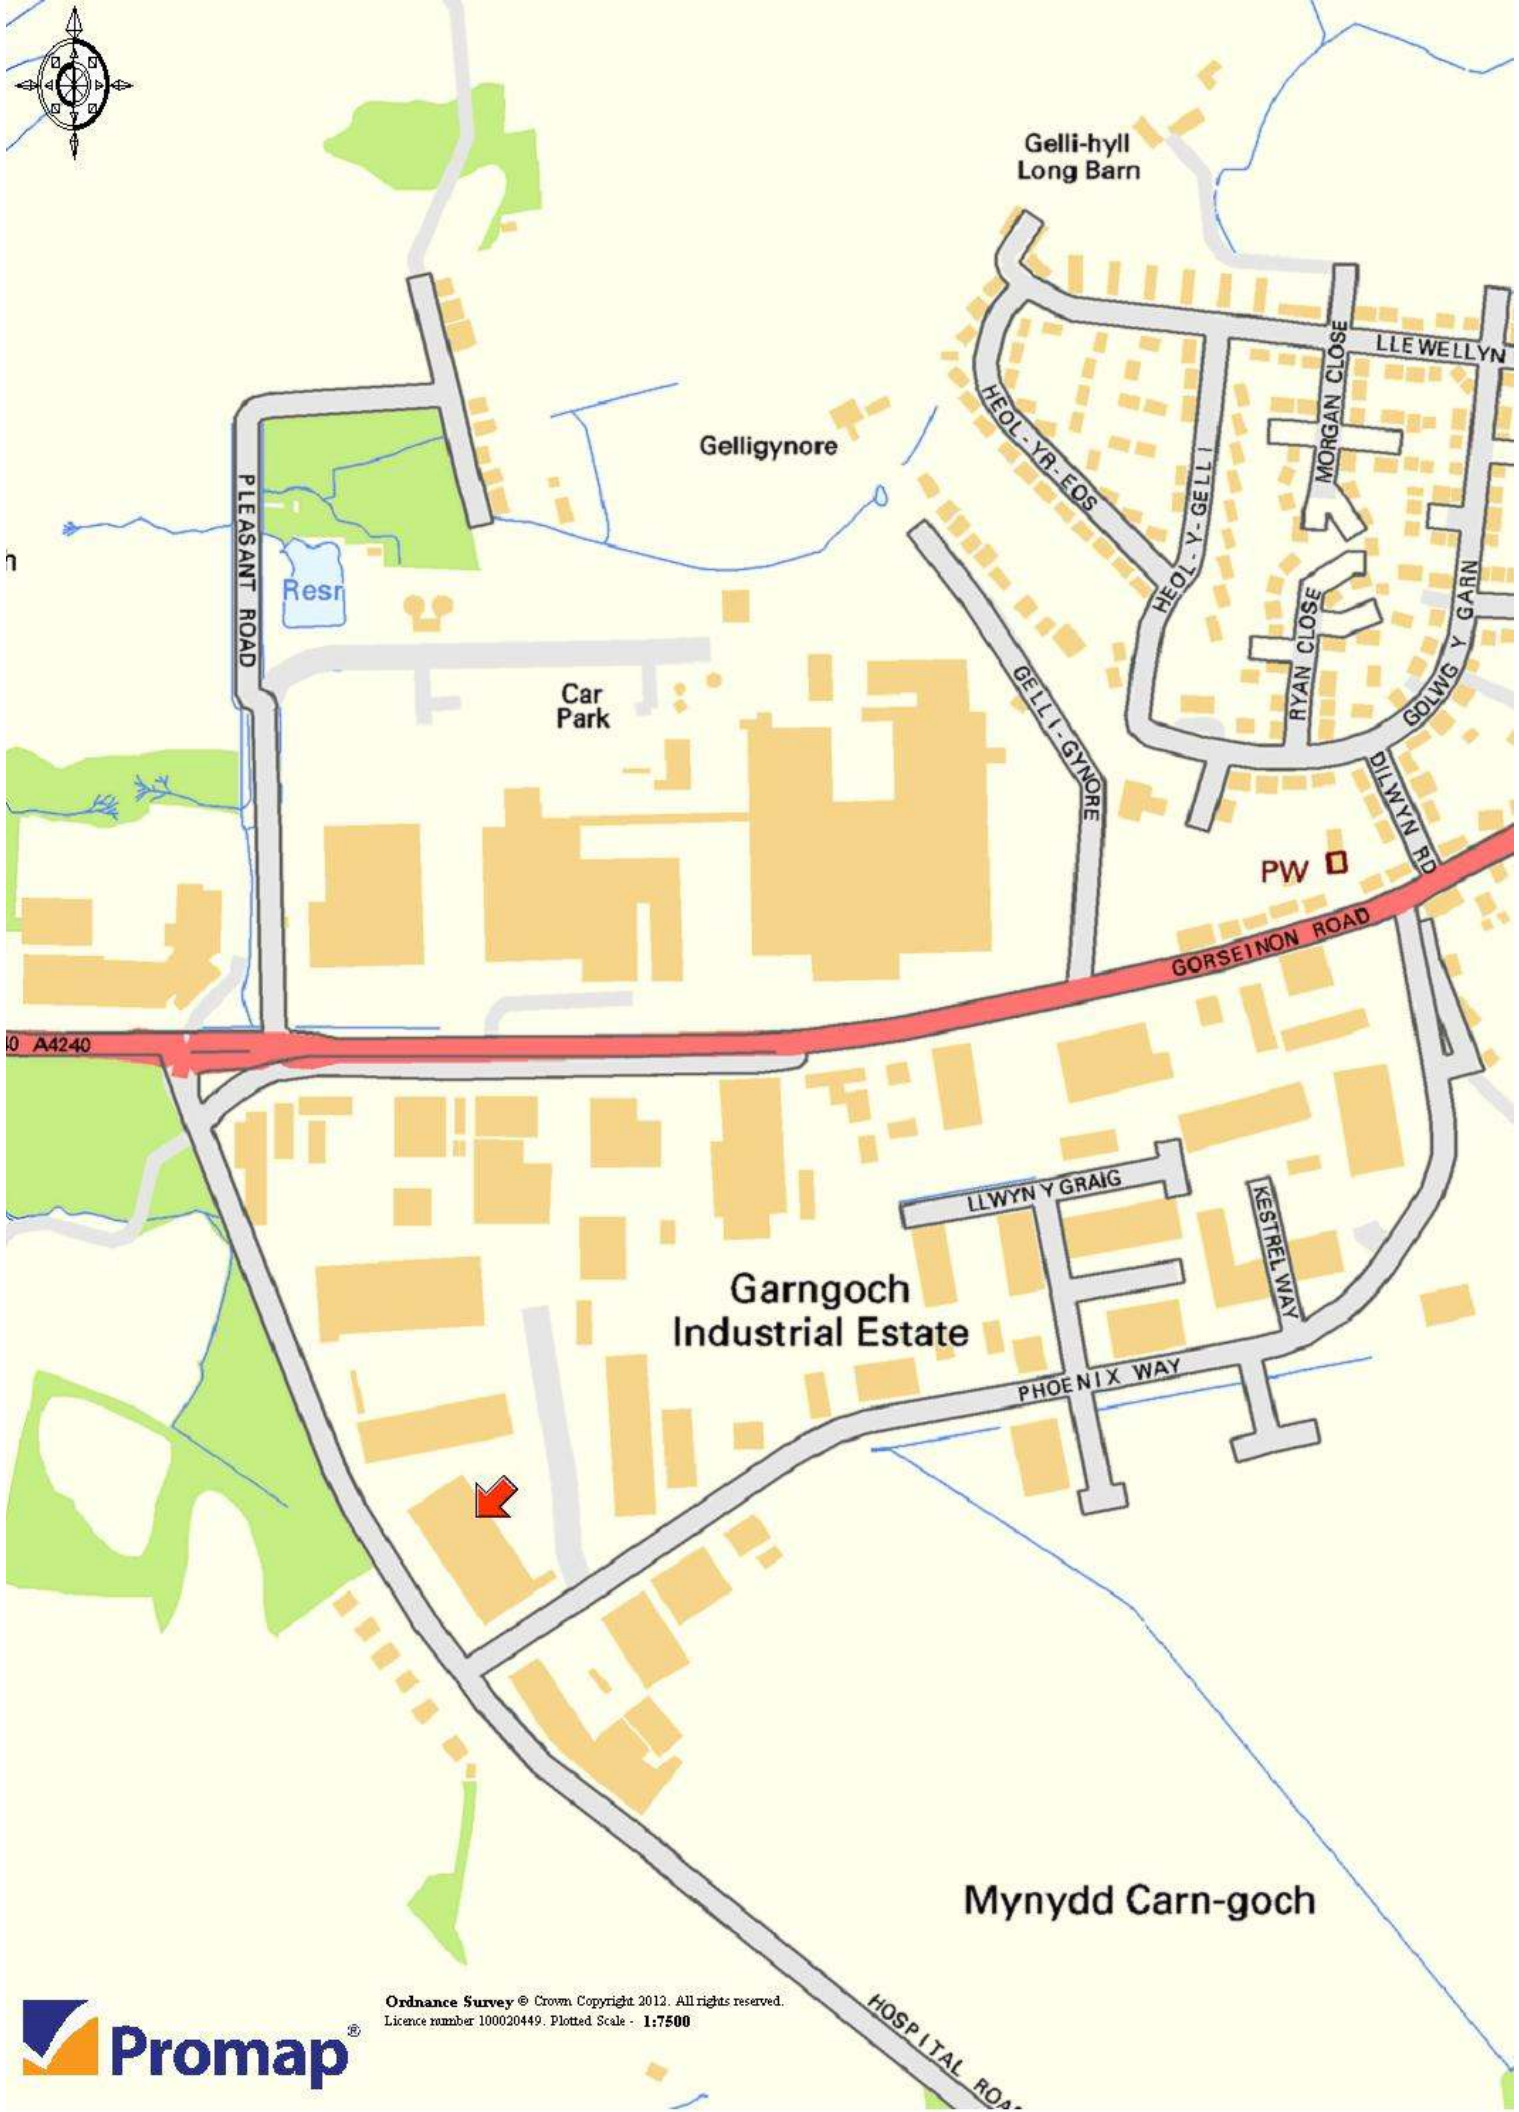 Gelli-hyll
Long Barn
LLEWELLYN
MORGAN CLOSE
HEOL-YR-EOS
HEOL-Y-GELLI
Gelligynore
PLEASANT ROAD
Resr
RYAN CLOSE
GOLWG Y GARN
Car
Park
GELLI-GYNORE
DILWYN RD
PW
GORSEINON ROAD
A4240
LLWYN Y GRAIG
KESTREL WAY
Garngoch
Industrial Estate
PHOENIX WAY
Mynydd Carn-goch
Ordnance Survey © Crown Copyright 2012. All rights reserved.
Licence number 100020449. Plotted Scale - 1:7500
Promap®
HOSPITAL